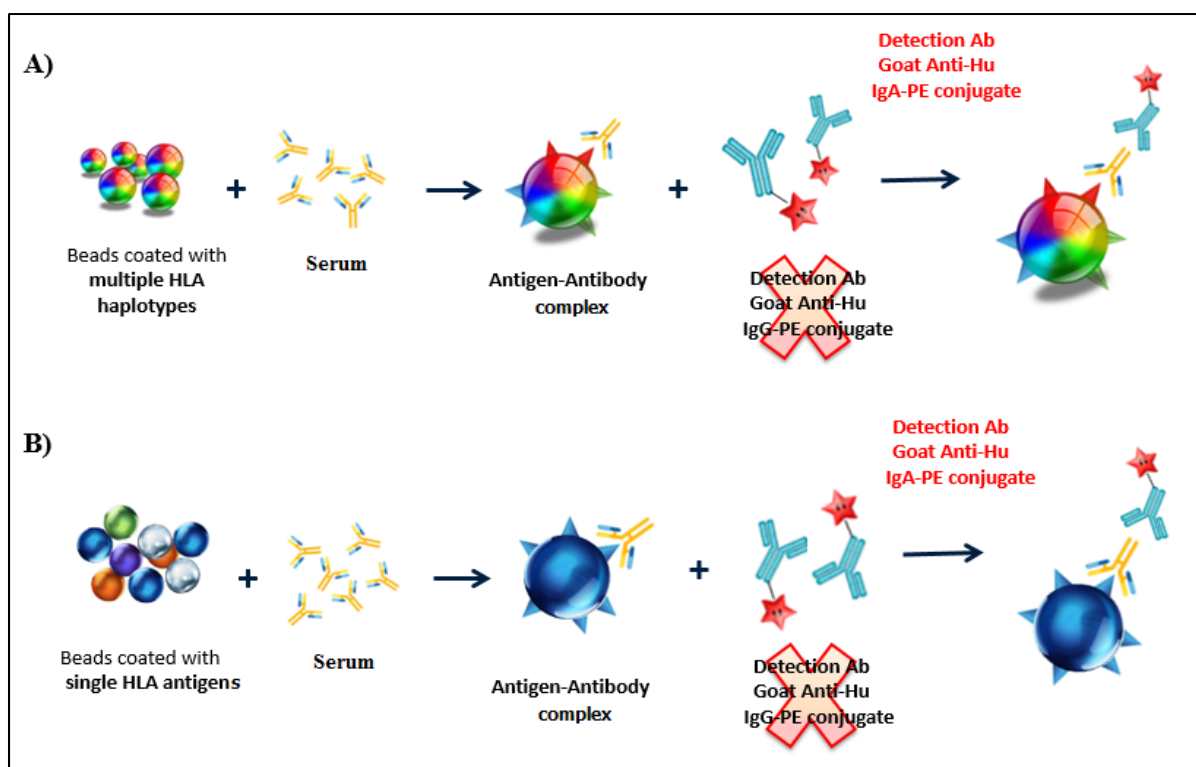 A)
Detection Ab
Goat Anti-Hu
IgA-PE conjugate
+
+
Beads coated with
multiple HLA
haplotypes
Serum
Antigen-Antibody
complex
Detection Ab
Goat Anti-Hu
IgG-PE conjugate
B)
Detection Ab
Goat Anti-Hu
IgA-PE conjugate
+
+
Beads coated with
single HLA antigens
Serum
Antigen-Antibody
complex
Detection Ab
Goat Anti-Hu
IgG-PE conjugate